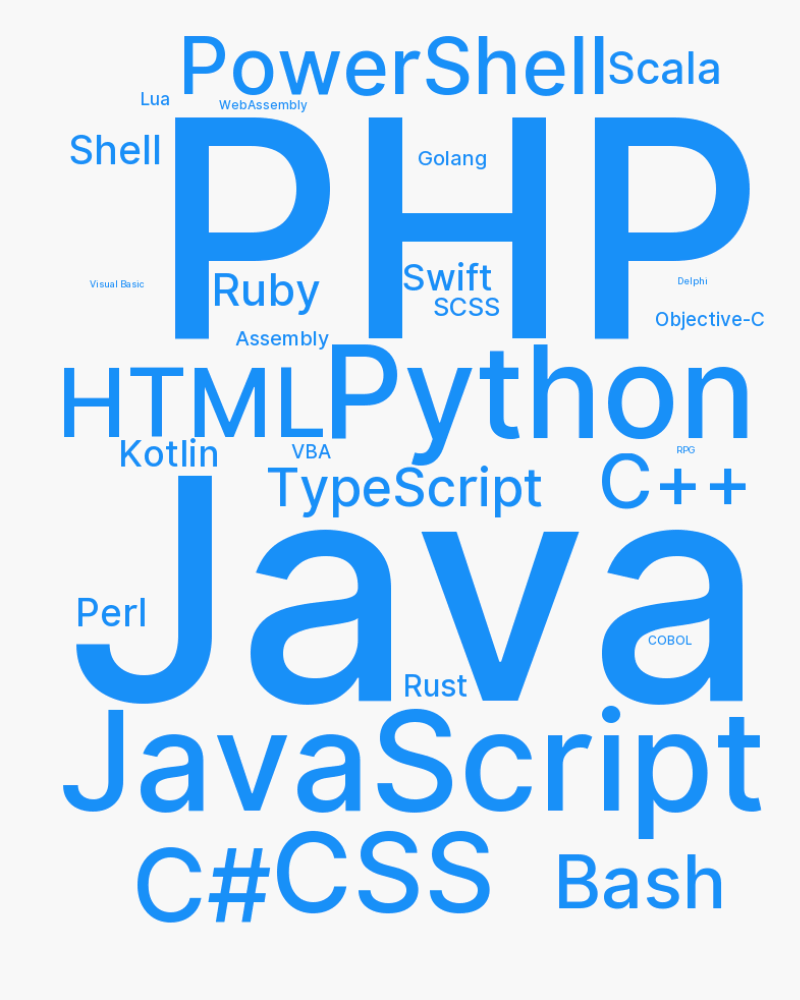 PowerShell
Scala
Lua
WebAssembly
Shell
PHP
Golang
Visual Basic
Ruby
Swift
SCSS
Delphi
Objective-C
Assembly
HTML
Python
Kotlin
VBA
RPG
TypeScript
C++
Java
Perl
COBOL
Rust
JavaScript
C#
CSS
Bash